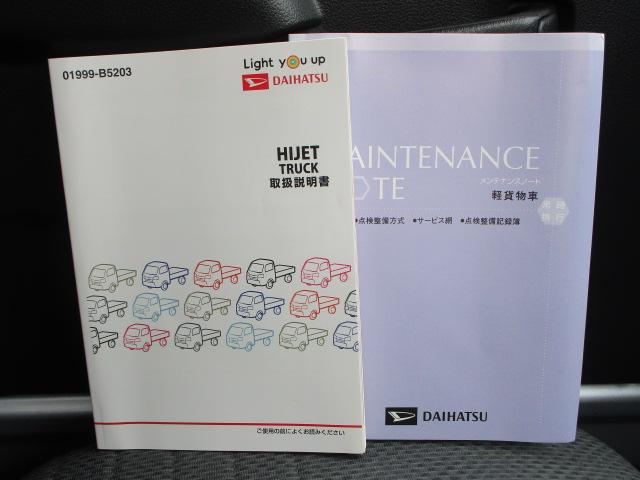 01999-B5203
Light you up
DAIHATSU
HIJET
TRUCK
取扱説明書
ご使用の前によくお読みください
AINTENANCE
TE
メンテナンスノート
軽貨物車
●点検整備方式 ●サービス網 ●点検整備記録簿
DAIHATSU